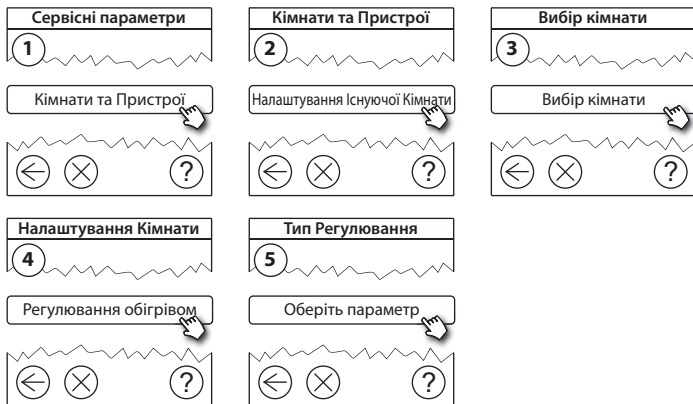 Сервісні параметри
1
Кімнати та Пристрої
?
Кімнати та Пристрої
2
Налаштування Існуючої Кімнати
?
Вибір кімнати
3
Вибір кімнати
?
Налаштування Кімнати
4
Регулювання обігрівом
?
Тип Регулювання
5
Оберіть параметр
?